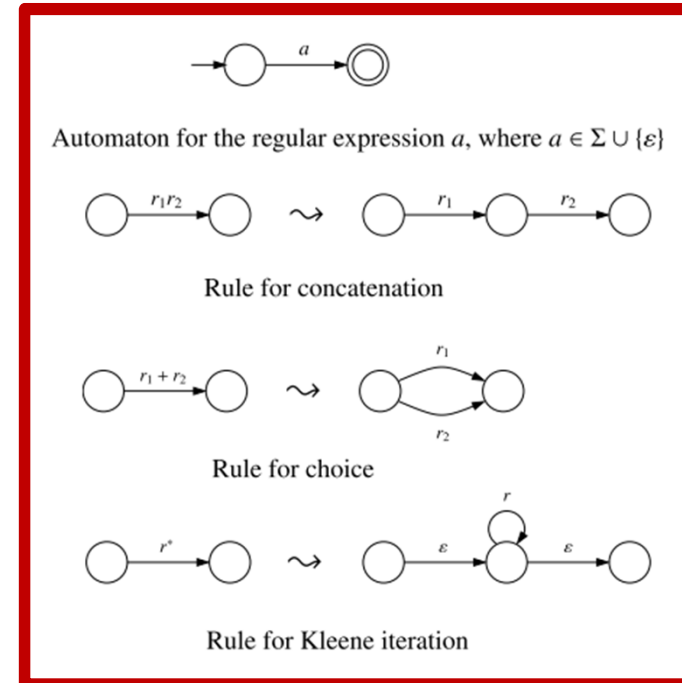 a
Automaton for the regular expression a, where a ∈ Σ ∪ {ε}
r₁r₂ ⇝ r₁ r₂
Rule for concatenation
r₁ + r₂ ⇝ r₁
r₂
Rule for choice
r
r* ⇝ ε ε
Rule for Kleene iteration